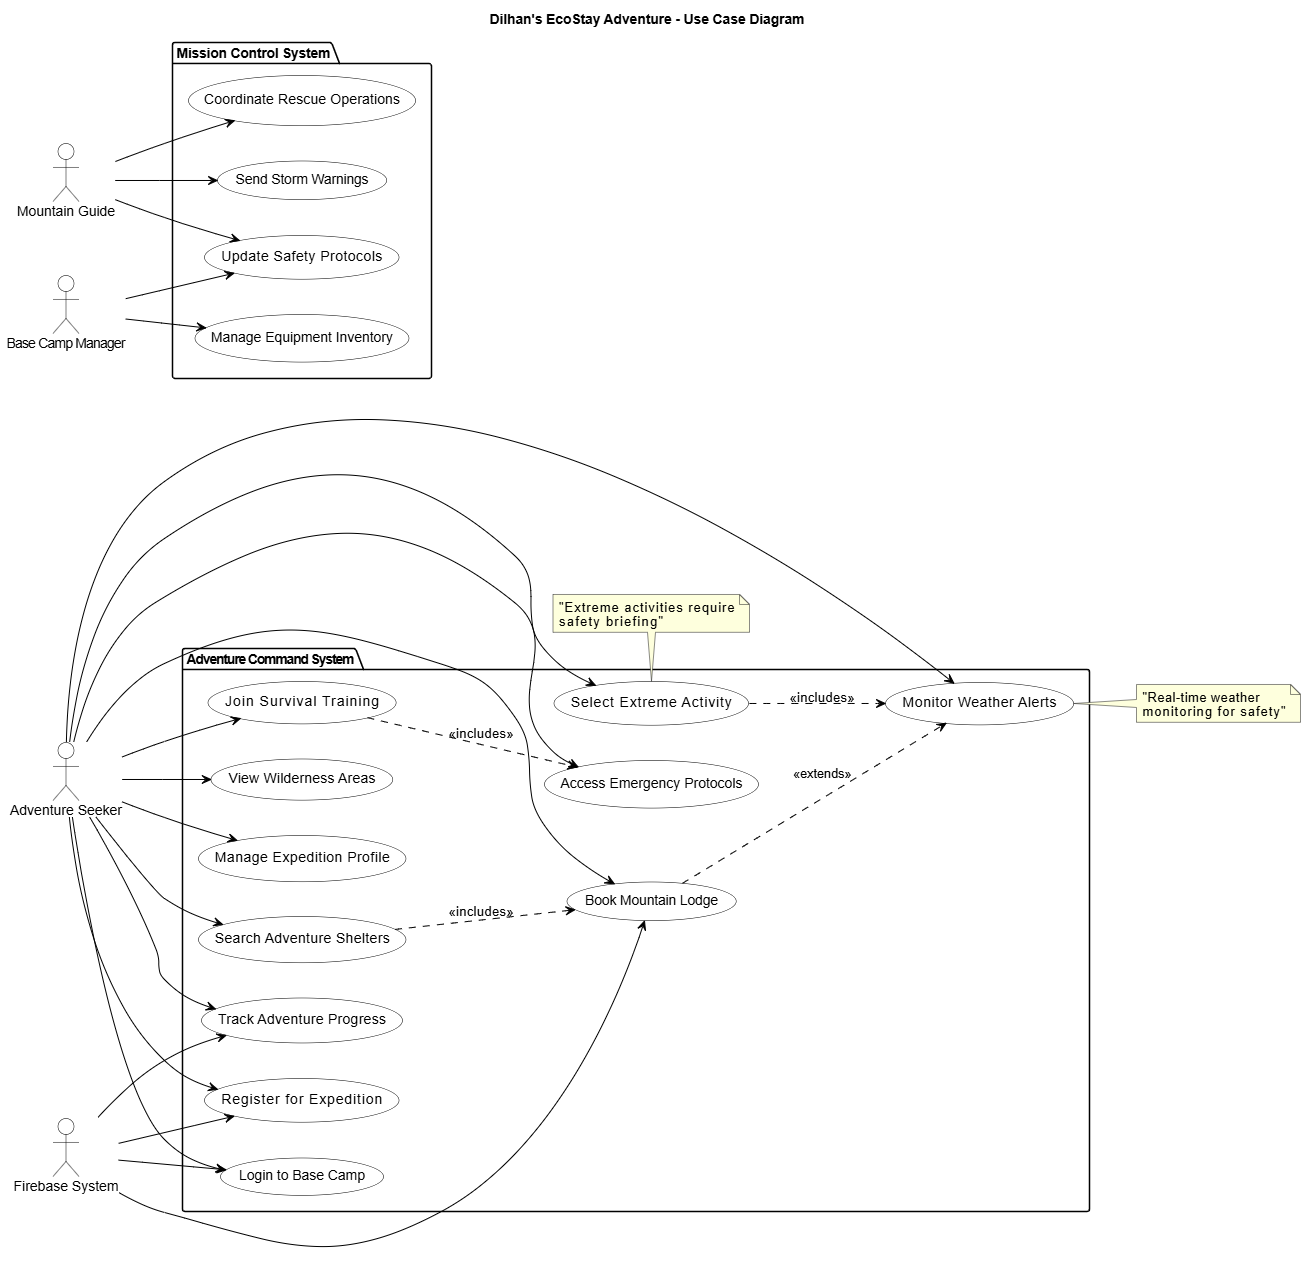 Dilhan's EcoStay Adventure - Use Case Diagram
Mission Control System
Coordinate Rescue Operations
Send Storm Warnings
Mountain Guide
Update Safety Protocols
Manage Equipment Inventory
Base Camp Manager
"Extreme activities require
safety briefing"
Adventure Command System
Join Survival Training
Select Extreme Activity
«includes»
Monitor Weather Alerts
"Real-time weather
monitoring for safety"
«includes»
View Wilderness Areas
Access Emergency Protocols
«extends»
Adventure Seeker
Manage Expedition Profile
Book Mountain Lodge
«includes»
Search Adventure Shelters
Track Adventure Progress
Register for Expedition
Login to Base Camp
Firebase System